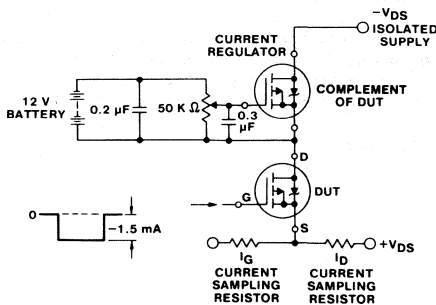 −VDS
ISOLATED
SUPPLY
CURRENT
REGULATOR
COMPLEMENT
OF DUT
12 V
BATTERY
0.2 µF
50 K Ω
0.3
µF
D
DUT
G
S
0
−1.5 mA
+VDS
IG
CURRENT
SAMPLING
RESISTOR
ID
CURRENT
SAMPLING
RESISTOR